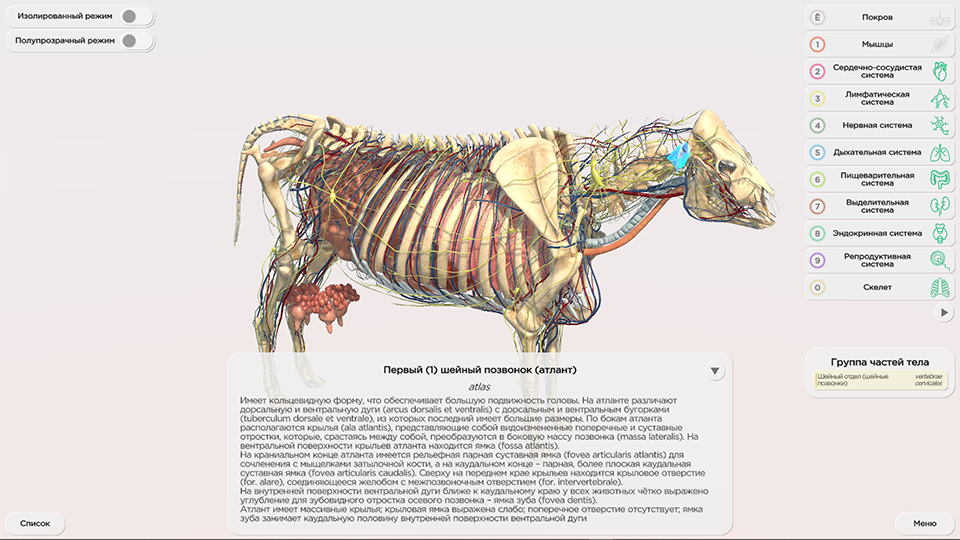 Изолированный режим
Полупрозрачный режим
Ё Покров
1 Мышцы
2 Сердечно-сосудистая
система
3 Лимфатическая
система
4 Нервная система
5 Дыхательная система
6 Пищеварительная
система
7 Выделительная
система
8 Эндокринная система
9 Репродуктивная
система
0 Скелет
Группа частей тела
Шейный отдел (шейные vertebrae
позвонки) cervicales
Первый (1) шейный позвонок (атлант)
atlas
Имеет кольцевидную форму, что обеспечивает большую подвижность головы. На атланте различают
дорсальную и вентральную дуги (arcus dorsalis et ventralis) с дорсальным и вентральным бугорками
(tuberculum dorsale et ventrale), из которых последний имеет большие размеры. По бокам атланта
располагаются крылья (ala atlantis), представляющие собой видоизмененные поперечные и суставные
отростки, которые, срастаясь между собой, преобразуются в боковую массу позвонка (massa lateralis). На
вентральной поверхности крыльев атланта находится ямка (fossa atlantis).
На краниальном конце атланта имеется рельефная парная суставная ямка (fovea articularis atlantis) для
сочленения с мыщелками затылочной кости, а на каудальном конце – парная, более плоская каудальная
суставная ямка (fovea articularis caudalis). Сверху на переднем крае крыльев находится крыловое отверстие
(for. alare), соединяющееся желобом с межпозвоночным отверстием (for. intervertebrale).
На внутренней поверхности вентральной дуги ближе к каудальному краю у всех животных чётко выражено
углубление для зубовидного отростка осевого позвонка – ямка зуба (fovea dentis).
Атлант имеет массивные крылья; крыловая ямка выражена слабо; поперечное отверстие отсутствует; ямка
зуба занимает каудальную половину внутренней поверхности вентральной дуги
Список
Меню